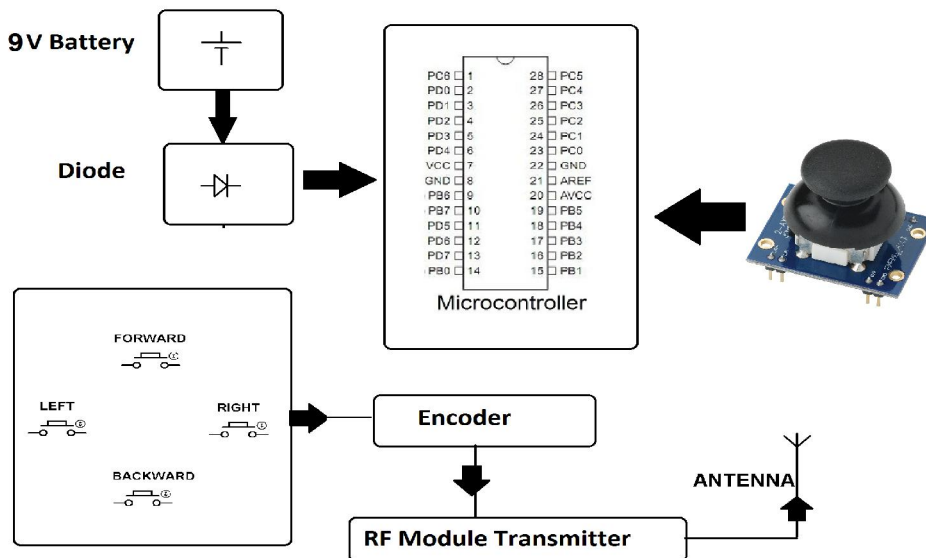 9V Battery
Diode
PC6 1 28 PC5
PD0 2 27 PC4
PD1 3 26 PC3
PD2 4 25 PC2
PD3 5 24 PC1
PD4 6 23 PC0
VCC 7 22 GND
GND 8 21 AREF
PB6 9 20 AVCC
PB7 10 19 PB5
PD5 11 18 PB4
PD6 12 17 PB3
PD7 13 16 PB2
PB0 14 15 PB1
Microcontroller
FORWARD
LEFT
RIGHT
BACKWARD
Encoder
ANTENNA
RF Module Transmitter